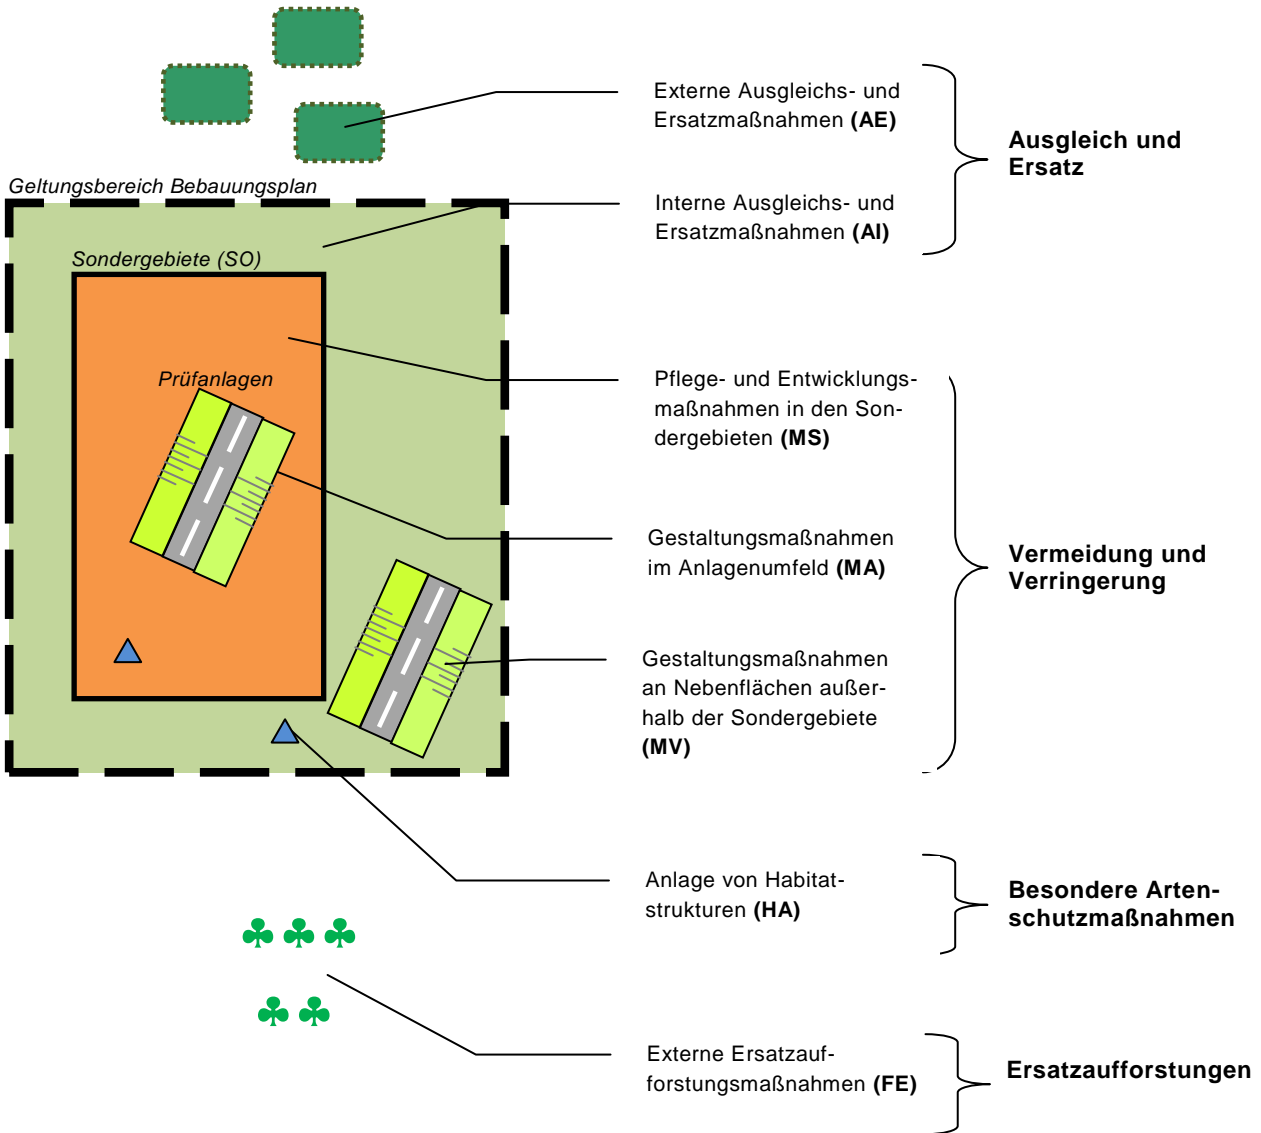 Externe Ausgleichs- und
Ersatzmaßnahmen (AE)
Ausgleich und
Ersatz
Geltungsbereich Bebauungsplan
Interne Ausgleichs- und
Ersatzmaßnahmen (AI)
Sondergebiete (SO)
Prüfanlagen
Pflege- und Entwicklungs-
maßnahmen in den Son-
dergebieten (MS)
Gestaltungsmaßnahmen
im Anlagenumfeld (MA)
Vermeidung und
Verringerung
Gestaltungsmaßnahmen
an Nebenflächen außer-
halb der Sondergebiete
(MV)
Anlage von Habitat-
strukturen (HA)
Besondere Arten-
schutzmaßnahmen
Externe Ersatzauf-
forstungsmaßnahmen (FE)
Ersatzaufforstungen